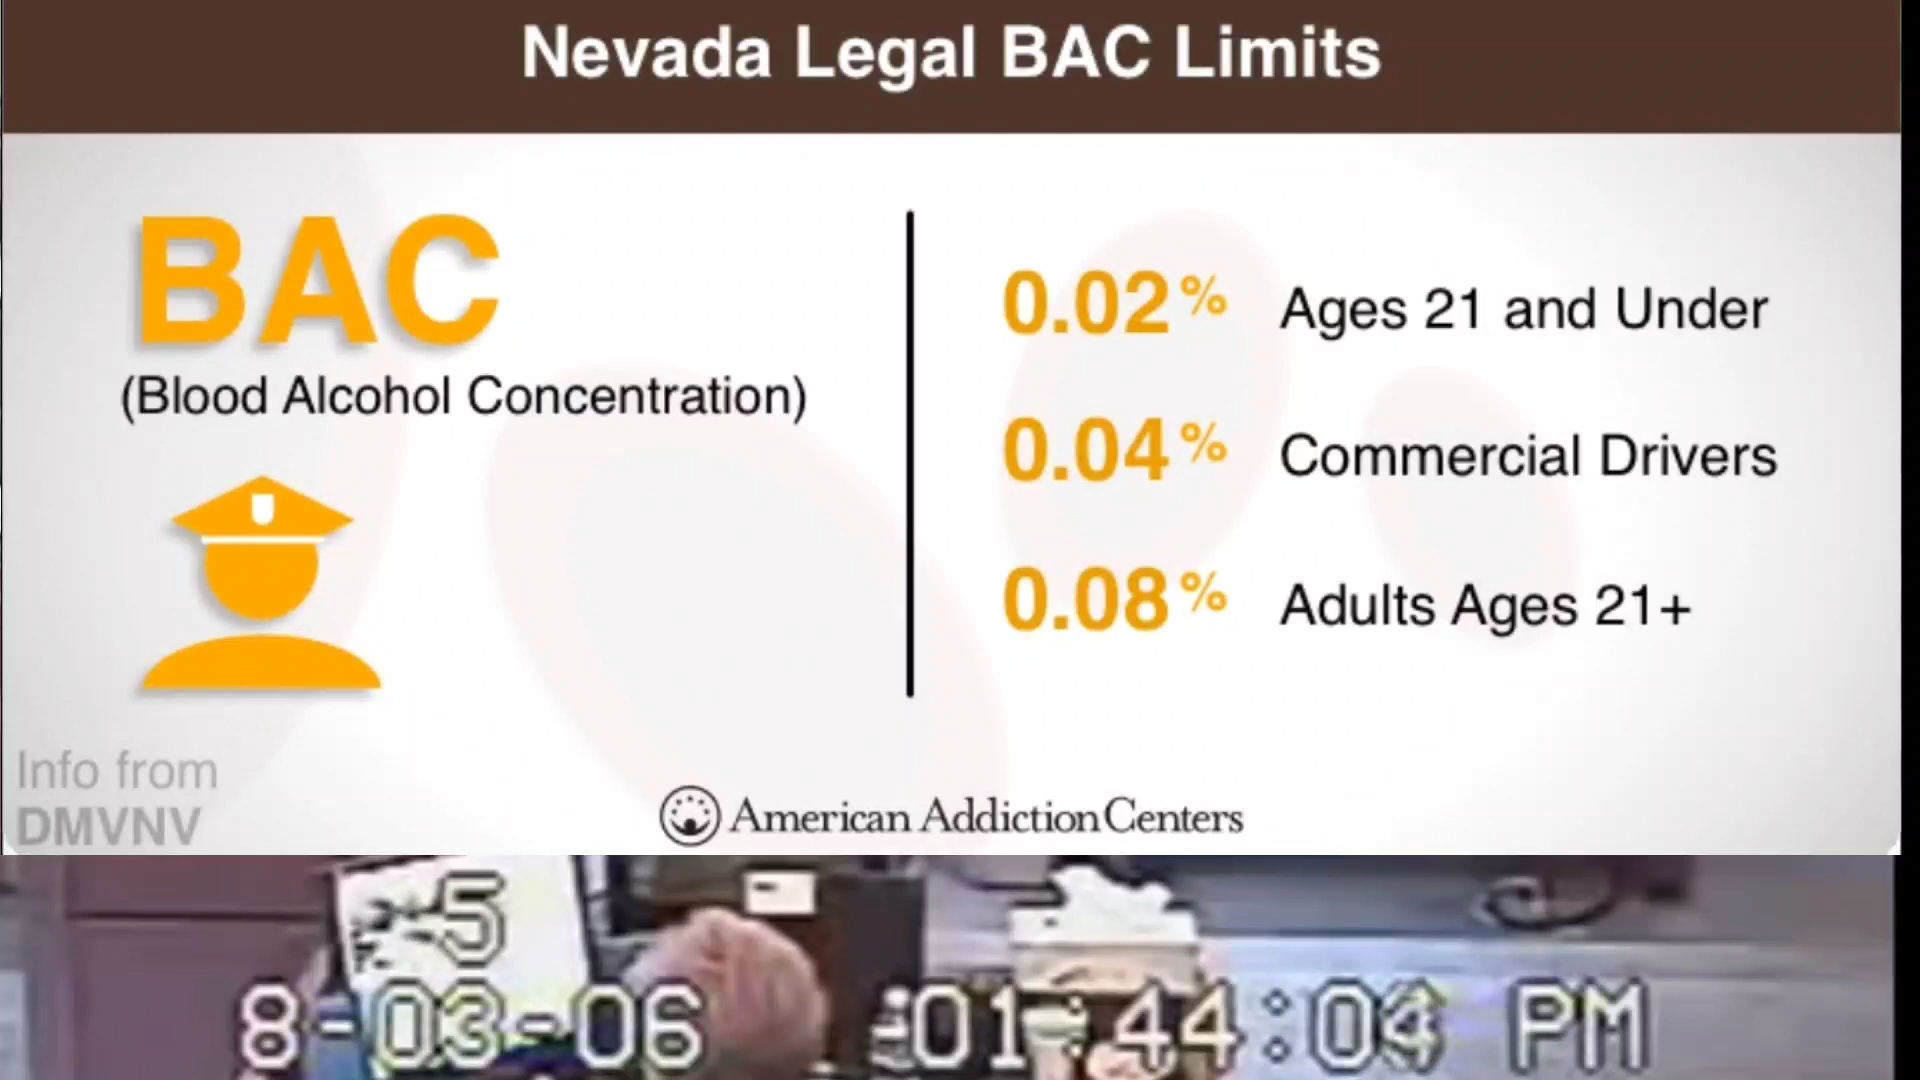 Nevada Legal BAC Limits
BAC
(Blood Alcohol Concentration)
0.02% Ages 21 and Under
0.04% Commercial Drivers
0.08% Adults Ages 21+
Info from
DMVNV
American Addiction Centers
5
8-03-06 01:44:04 PM